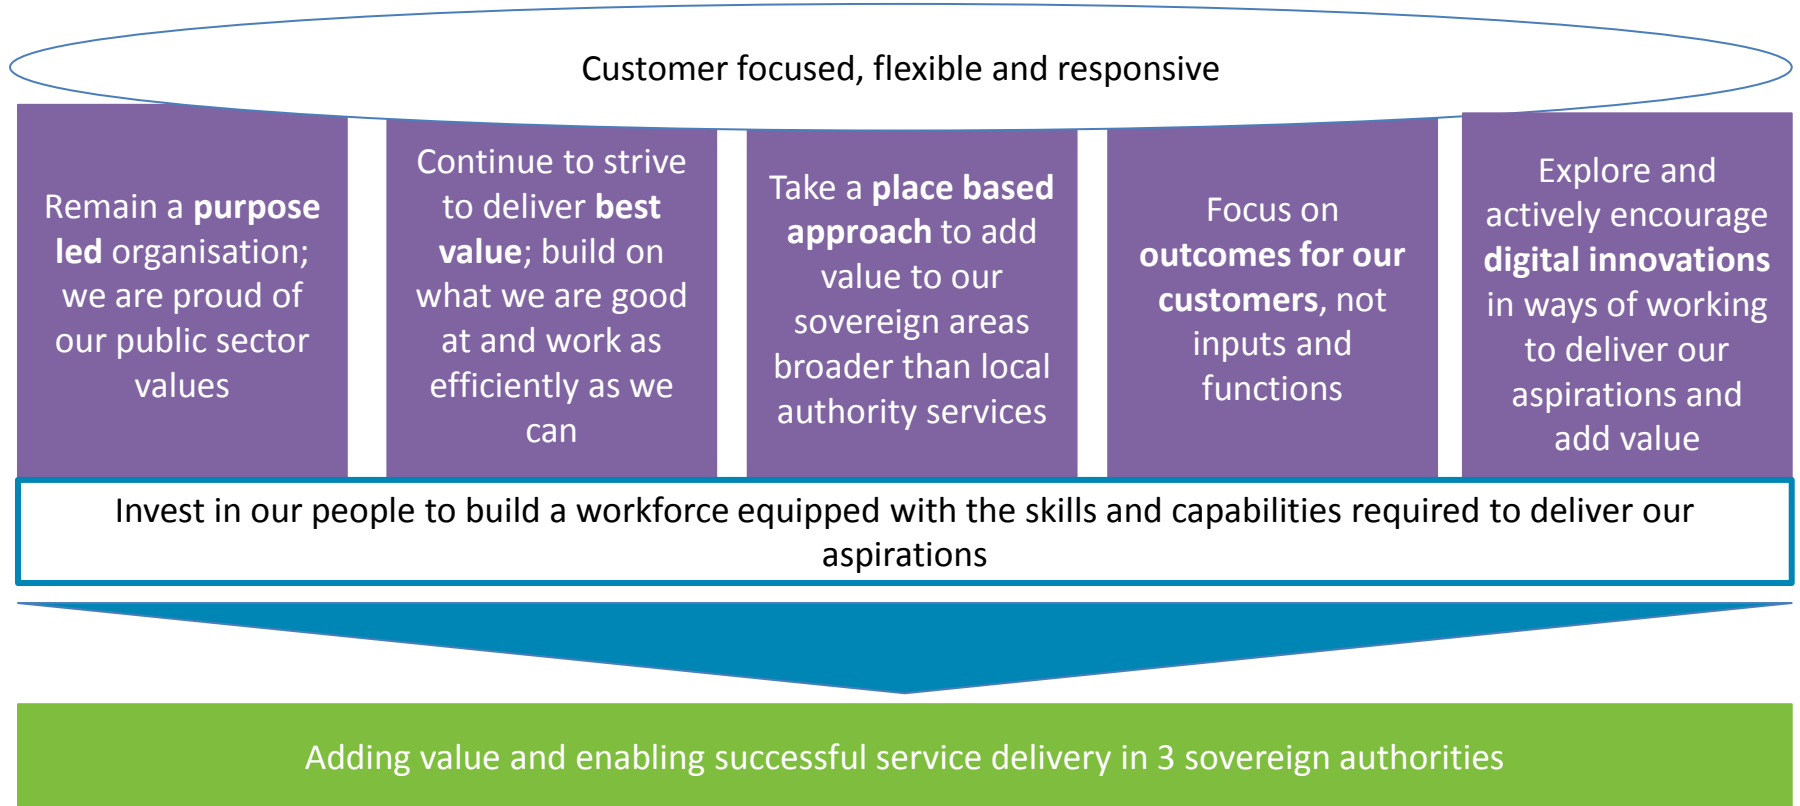 Customer focused, flexible and responsive
Remain a purpose
led organisation;
we are proud of
our public sector
values
Continue to strive
to deliver best
value; build on
what we are good
at and work as
efficiently as we
can
Take a place based
approach to add
value to our
sovereign areas
broader than local
authority services
Focus on
outcomes for our
customers, not
inputs and
functions
Explore and
actively encourage
digital innovations
in ways of working
to deliver our
aspirations and
add value
Invest in our people to build a workforce equipped with the skills and capabilities required to deliver our
aspirations
Adding value and enabling successful service delivery in 3 sovereign authorities